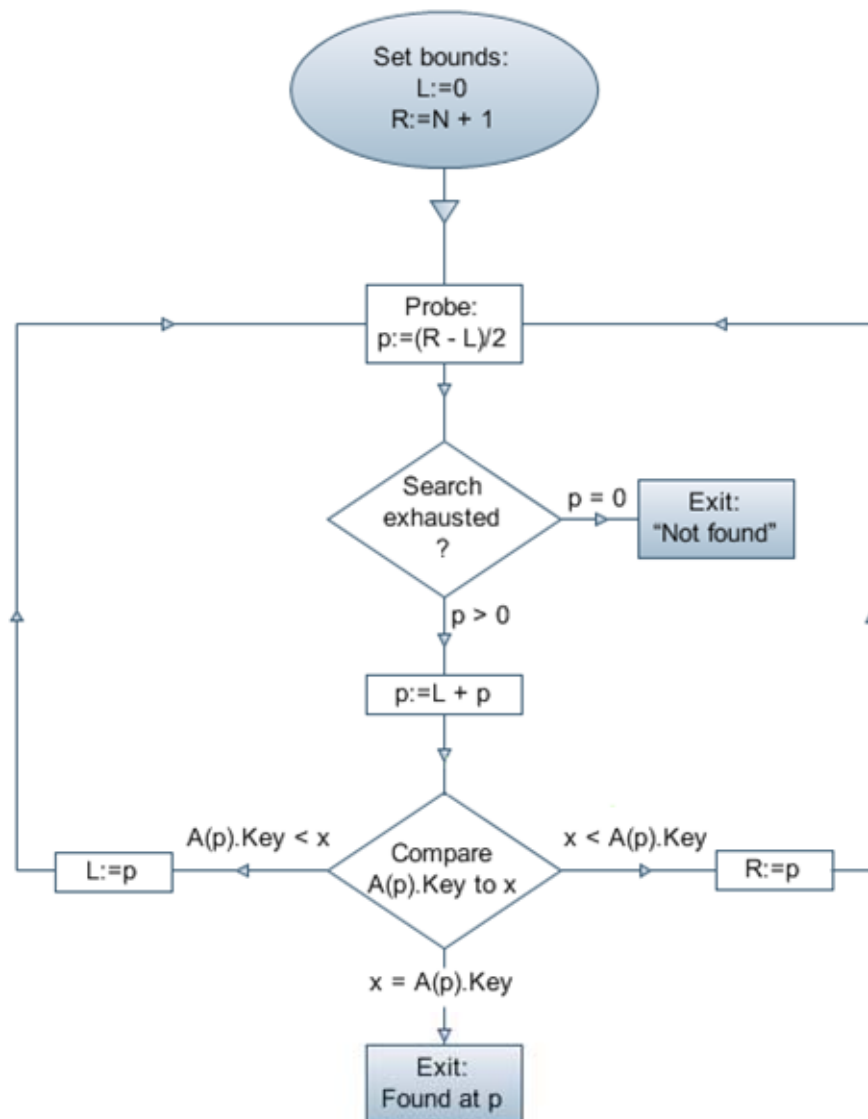 Set bounds:
L:=0
R:=N + 1
Probe:
p:=(R - L)/2
Search
exhausted
?
p = 0
Exit:
“Not found”
p > 0
p:=L + p
A(p).Key < x
L:=p
Compare
A(p).Key to x
x < A(p).Key
R:=p
x = A(p).Key
Exit:
Found at p